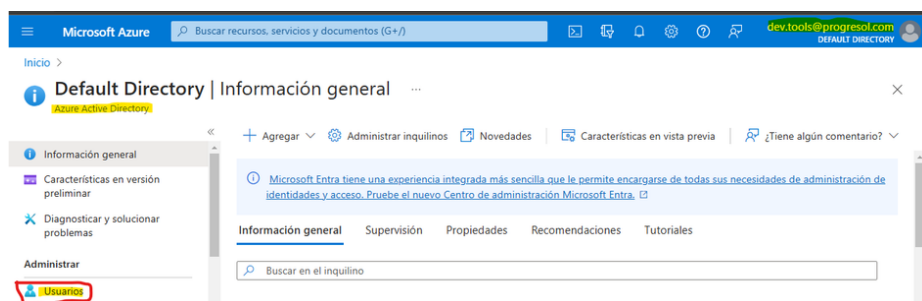 Microsoft Azure
Buscar recursos, servicios y documentos (G+/)
dev.tools@progresol.com
DEFAULT DIRECTORY
Inicio >
Default Directory | Información general ...
Azure Active Directory
Agregar
Administrar inquilinos
Novedades
Características en vista previa
¿Tiene algún comentario?
Información general
Características en versión
preliminar
Diagnosticar y solucionar
problemas
Administrar
Usuarios
Microsoft Entra tiene una experiencia integrada más sencilla que le permite encargarse de todas sus necesidades de administración de
identidades y acceso. Pruebe el nuevo Centro de administración Microsoft Entra.
Información general
Supervisión
Propiedades
Recomendaciones
Tutoriales
Buscar en el inquilino